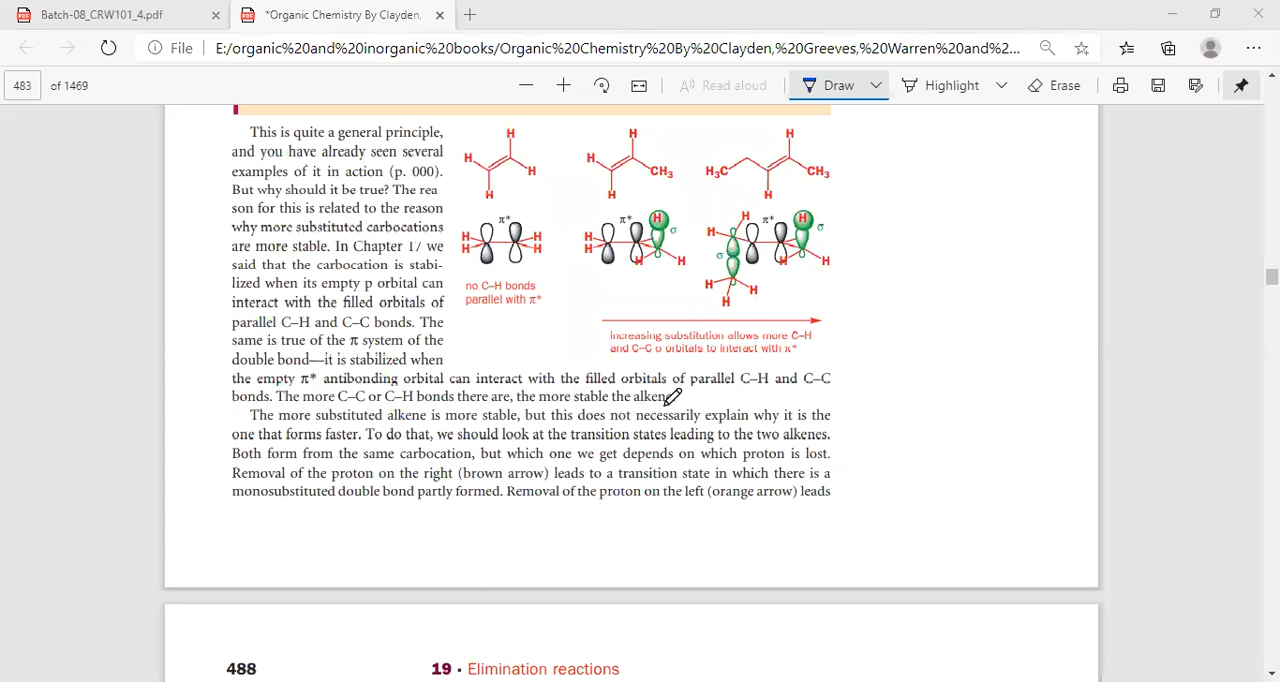 Batch-08_CRW101_4.pdf
*Organic Chemistry By Clayden,
File
E:/organic%20and%20inorganic%20books/Organic%20Chemistry%20By%20Clayden,%20Greeves,%20Warren%20and%2...
483 of 1469
Read aloud
Draw
Highlight
Erase
This is quite a general principle,
and you have already seen several
examples of it in action (p. 000).
But why should it be true? The rea
son for this is related to the reason
why more substituted carbocations
are more stable. In Chapter 17 we
said that the carbocation is stabi-
lized when its empty p orbital can
interact with the filled orbitals of
parallel C–H and C–C bonds. The
same is true of the π system of the
double bond—it is stabilized when
the empty π* antibonding orbital can interact with the filled orbitals of parallel C–H and C–C
bonds. The more C–C or C–H bonds there are, the more stable the alkene
H H H H
H H H CH3
H H3C H CH3
π*
H H H H
no C–H bonds
parallel with π*
π* H σ
H H H H
H π* H σ
H σ H H
H H H
increasing substitution allows more C–H
and C–C σ orbitals to interact with π*
The more substituted alkene is more stable, but this does not necessarily explain why it is the
one that forms faster. To do that, we should look at the transition states leading to the two alkenes.
Both form from the same carbocation, but which one we get depends on which proton is lost.
Removal of the proton on the right (brown arrow) leads to a transition state in which there is a
monosubstituted double bond partly formed. Removal of the proton on the left (orange arrow) leads
488 19 · Elimination reactions